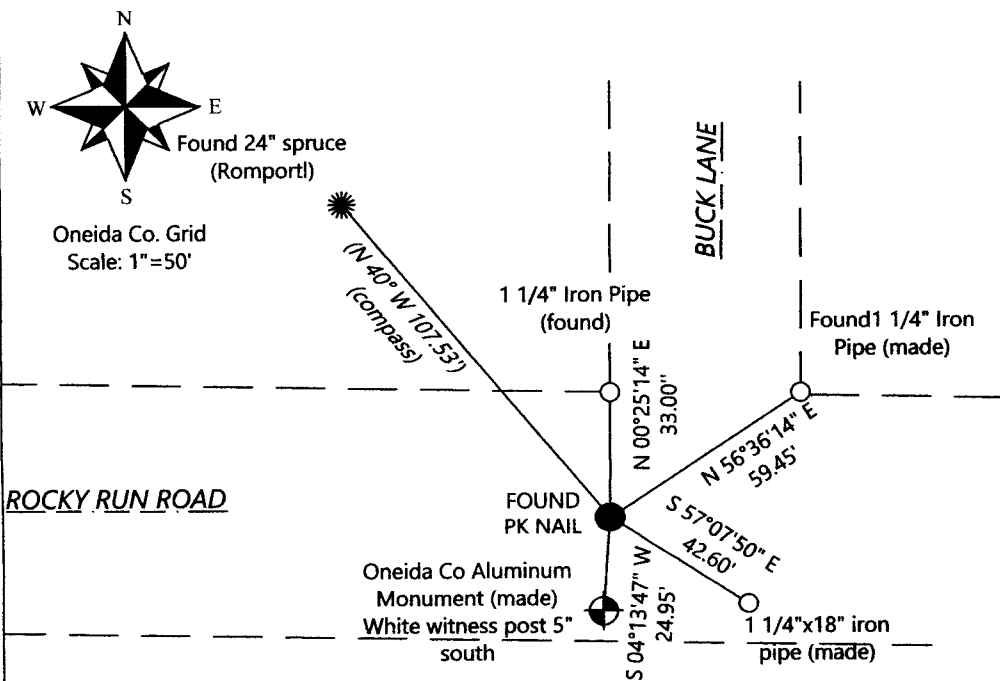 N
W
E
S
Oneida Co. Grid
Scale: 1"=50'
Found 24" spruce
(Romportl)
(N 40° W 107.53')
(compass)
BUCK LANE
1 1/4" Iron Pipe
(found)
Found1 1/4" Iron
Pipe (made)
N 00°25'14" E
33.00"
N 56°36'14" E
59.45'
ROCKY RUN ROAD
FOUND
PK NAIL
S 57°07'50" E
42.60'
Oneida Co Aluminum
Monument (made)
White witness post 5"
south
S 04°13'47" W
24.95'
1 1/4"x18" iron
pipe (made)